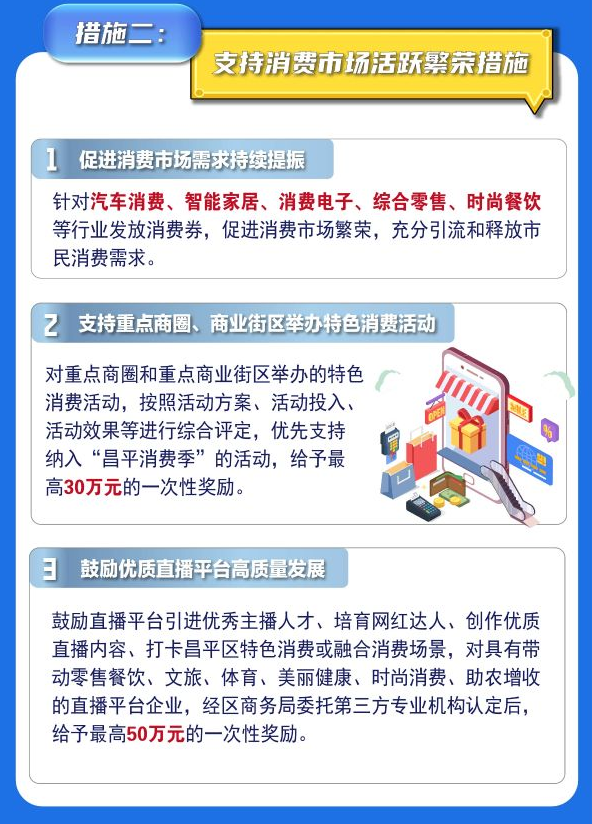 措施二：
支持消费市场活跃繁荣措施
1 促进消费市场需求持续提振
针对汽车消费、智能家居、消费电子、综合零售、时尚餐饮
等行业发放消费券，促进消费市场繁荣，充分引流和释放市
民消费需求。
2 支持重点商圈、商业街区举办特色消费活动
对重点商圈和重点商业街区举办的特色
消费活动，按照活动方案、活动投入、
活动效果等进行综合评定，优先支持
纳入“昌平消费季”的活动，给予最
高30万元的一次性奖励。
OPEN
%
3 鼓励优质直播平台高质量发展
鼓励直播平台引进优秀主播人才、培育网红达人、创作优质
直播内容、打卡昌平区特色消费或融合消费场景，对具有带
动零售餐饮、文旅、体育、美丽健康、时尚消费、助农增收
的直播平台企业，经区商务局委托第三方专业机构认定后，
给予最高50万元的一次性奖励。